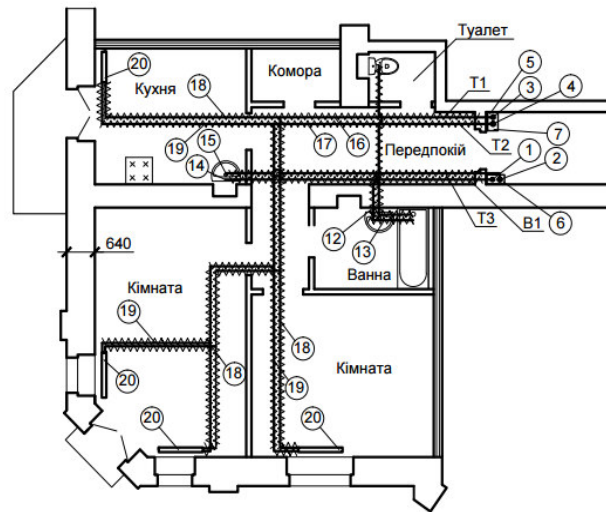 Туалет
20
Кухня
18
Комора
Т1
5
3
4
19
15
17
16
Т2
7
14
Передпокій
1
2
12
Т3
В1
6
640
13
Ванна
Кімната
19
18
20
18
19
Кімната
20
20